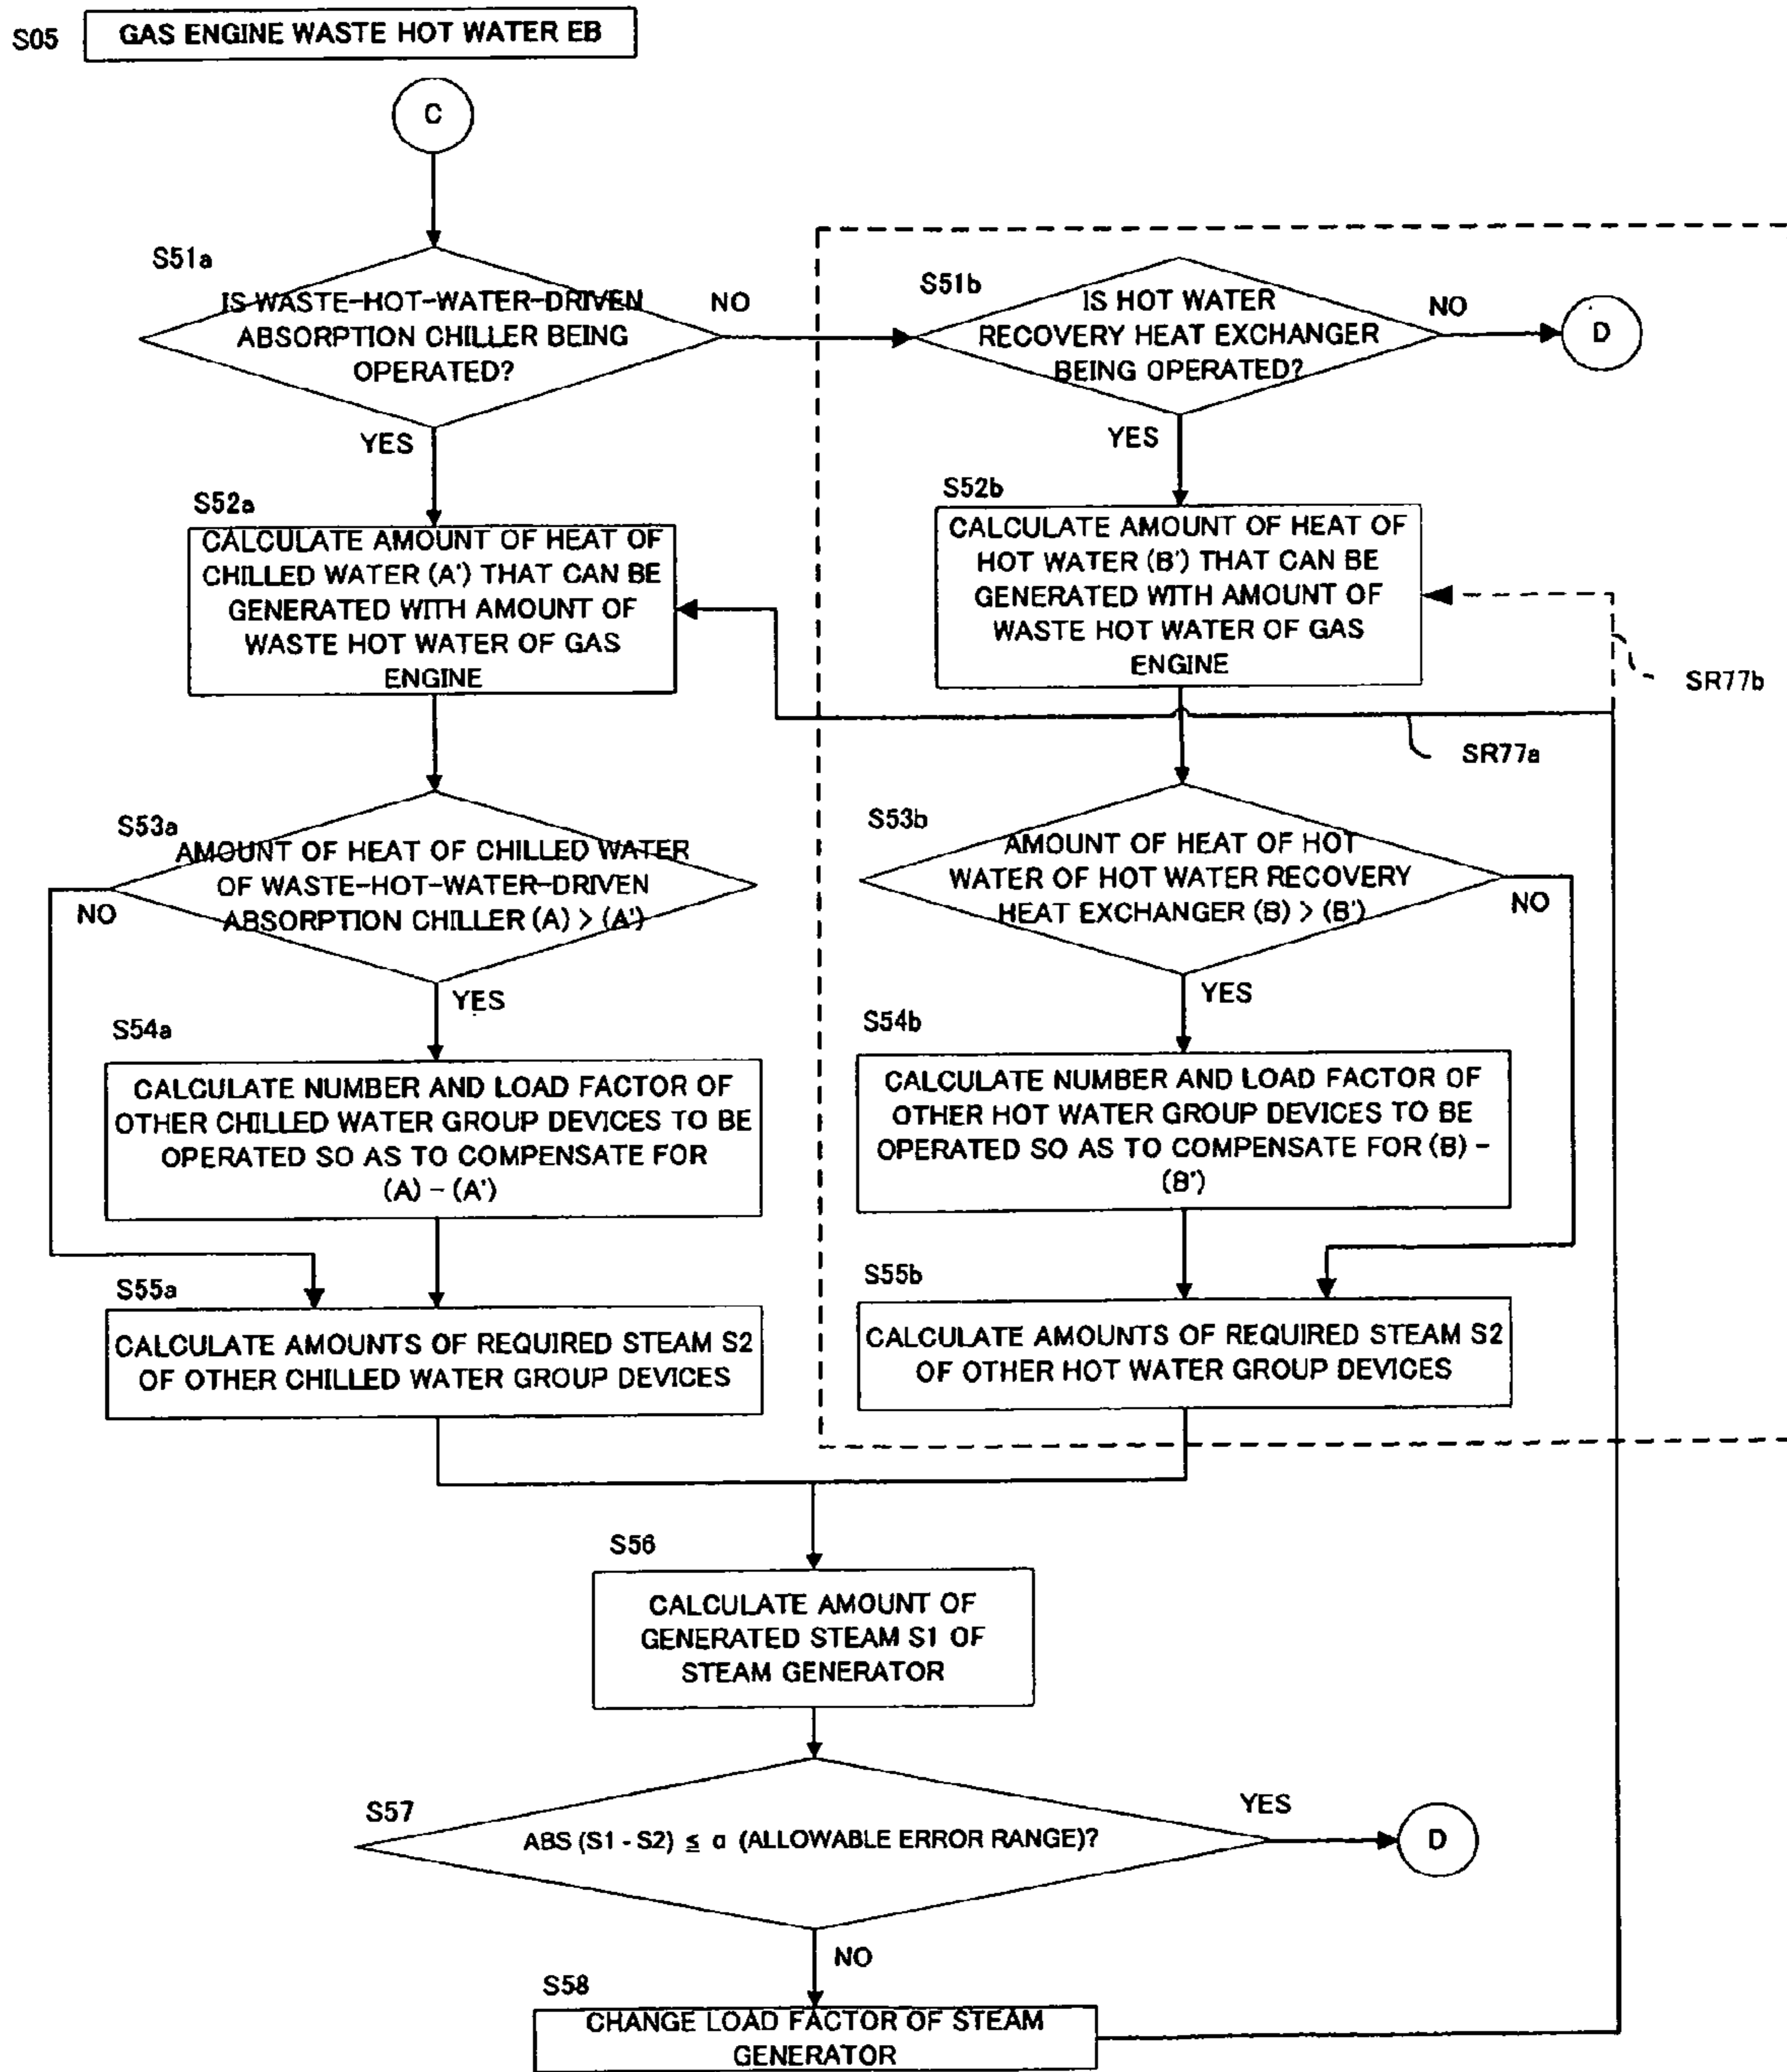 S05
GAS ENGINE WASTE HOT WATER EB
C
S51a
IS WASTE-HOT-WATER-DRIVEN
ABSORPTION CHILLER BEING
OPERATED?
NO
YES
S51b
IS HOT WATER
RECOVERY HEAT EXCHANGER
BEING OPERATED?
NO
D
YES
S52a
CALCULATE AMOUNT OF HEAT OF
CHILLED WATER (A') THAT CAN BE
GENERATED WITH AMOUNT OF
WASTE HOT WATER OF GAS
ENGINE
S52b
CALCULATE AMOUNT OF HEAT OF
HOT WATER (B') THAT CAN BE
GENERATED WITH AMOUNT OF
WASTE HOT WATER OF GAS
ENGINE
SR77b
SR77a
S53a
AMOUNT OF HEAT OF CHILLED WATER
OF WASTE-HOT-WATER-DRIVEN
ABSORPTION CHILLER (A) > (A')
NO
YES
S53b
AMOUNT OF HEAT OF HOT
WATER OF HOT WATER RECOVERY
HEAT EXCHANGER (B) > (B')
NO
YES
S54a
CALCULATE NUMBER AND LOAD FACTOR OF
OTHER CHILLED WATER GROUP DEVICES TO BE
OPERATED SO AS TO COMPENSATE FOR
(A) - (A')
S54b
CALCULATE NUMBER AND LOAD FACTOR OF
OTHER HOT WATER GROUP DEVICES TO BE
OPERATED SO AS TO COMPENSATE FOR (B) -
(B')
S55a
CALCULATE AMOUNTS OF REQUIRED STEAM S2
OF OTHER CHILLED WATER GROUP DEVICES
S55b
CALCULATE AMOUNTS OF REQUIRED STEAM S2
OF OTHER HOT WATER GROUP DEVICES
S56
CALCULATE AMOUNT OF
GENERATED STEAM S1 OF
STEAM GENERATOR
S57
ABS (S1 - S2) ≦ α (ALLOWABLE ERROR RANGE)?
YES
D
NO
S58
CHANGE LOAD FACTOR OF STEAM
GENERATOR